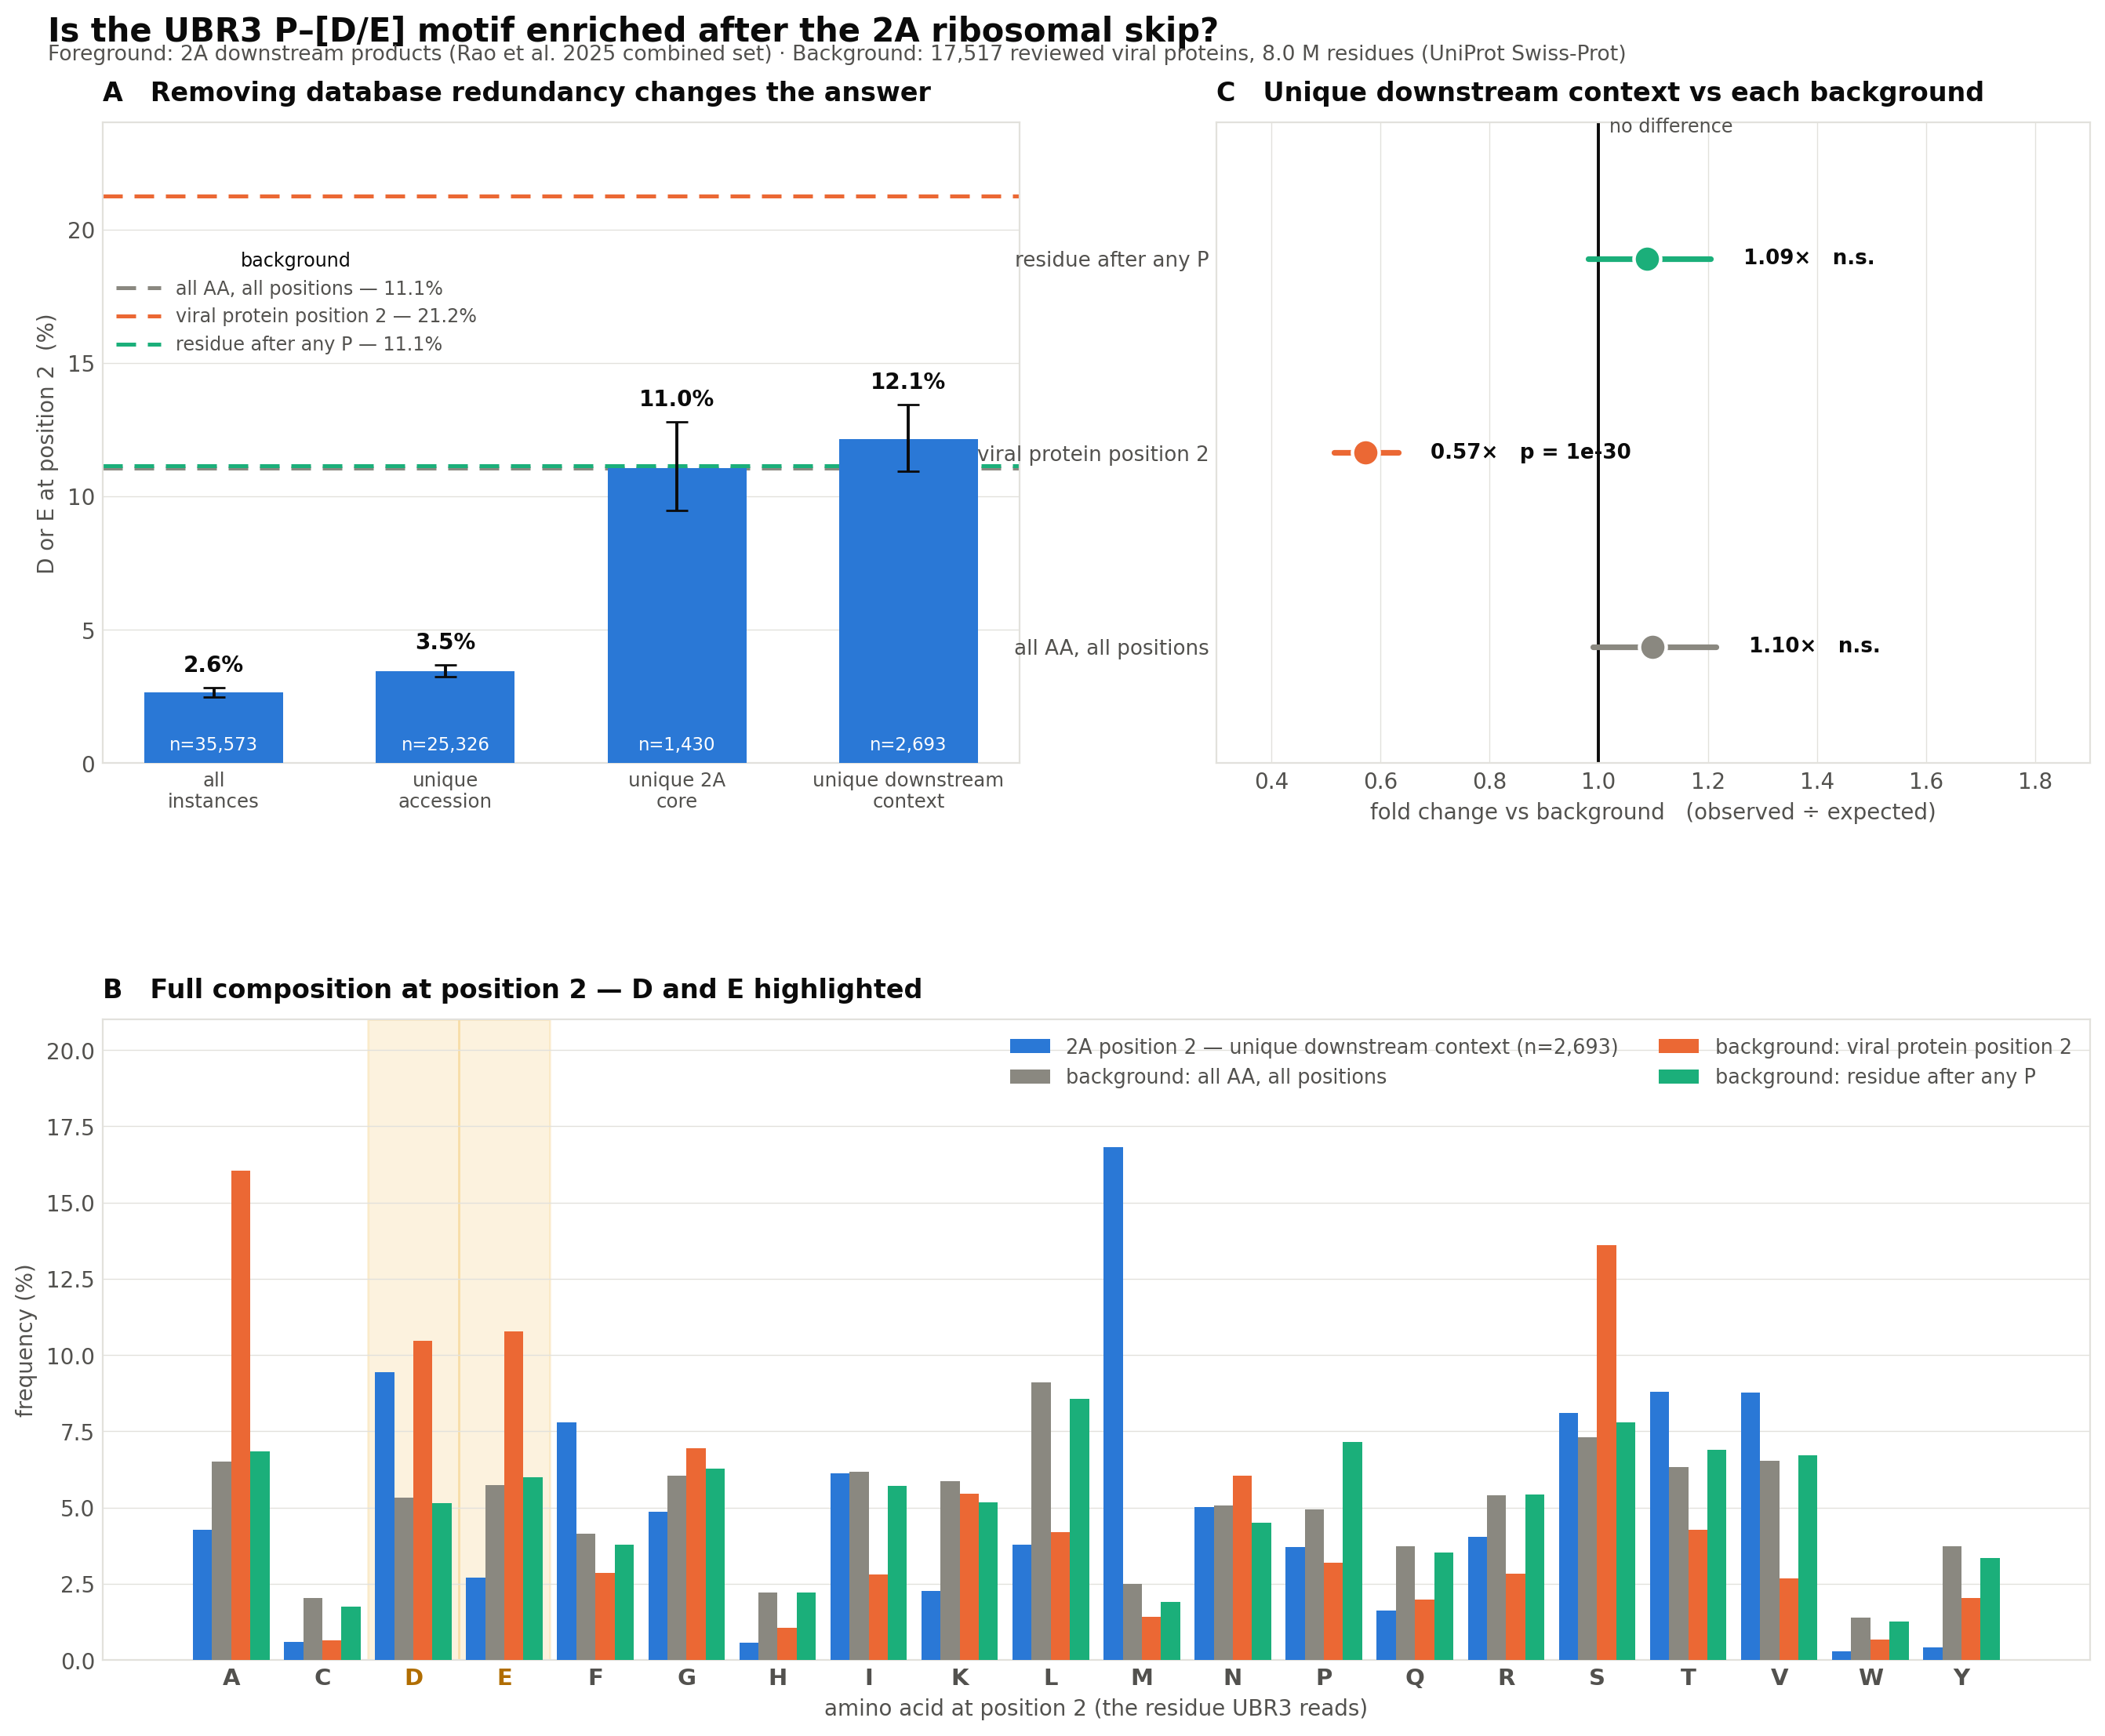 Is the UBR3 P–[D/E] motif enriched after the 2A ribosomal skip?
Foreground: 2A downstream products (Rao et al. 2025 combined set) · Background: 17,517 reviewed viral proteins, 8.0 M residues (UniProt Swiss-Prot)
A Removing database redundancy changes the answer
D or E at position 2 (%)
20
15
10
5
0
background
all AA, all positions — 11.1%
viral protein position 2 — 21.2%
residue after any P — 11.1%
2.6%
3.5%
11.0%
12.1%
n=35,573
n=25,326
n=1,430
n=2,693
all
instances
unique
accession
unique 2A
core
unique downstream
context
C Unique downstream context vs each background
no difference
residue after any P
1.09× n.s.
viral protein position 2
0.57× p = 1e-30
all AA, all positions
1.10× n.s.
0.4 0.6 0.8 1.0 1.2 1.4 1.6 1.8
fold change vs background (observed ÷ expected)
B Full composition at position 2 — D and E highlighted
frequency (%)
20.0
17.5
15.0
12.5
10.0
7.5
5.0
2.5
0.0
2A position 2 — unique downstream context (n=2,693)
background: all AA, all positions
background: viral protein position 2
background: residue after any P
A C D E F G H I K L M N P Q R S T V W Y
amino acid at position 2 (the residue UBR3 reads)